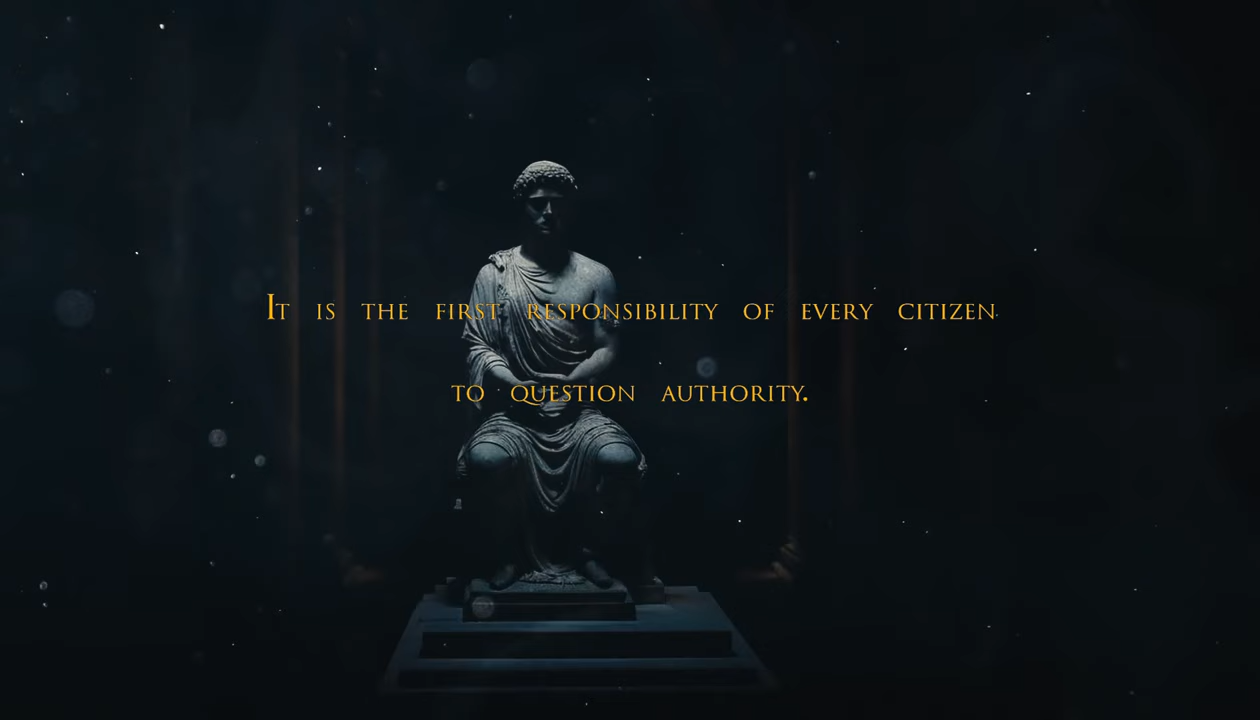 It is the first responsibility of every citizen
to question authority.